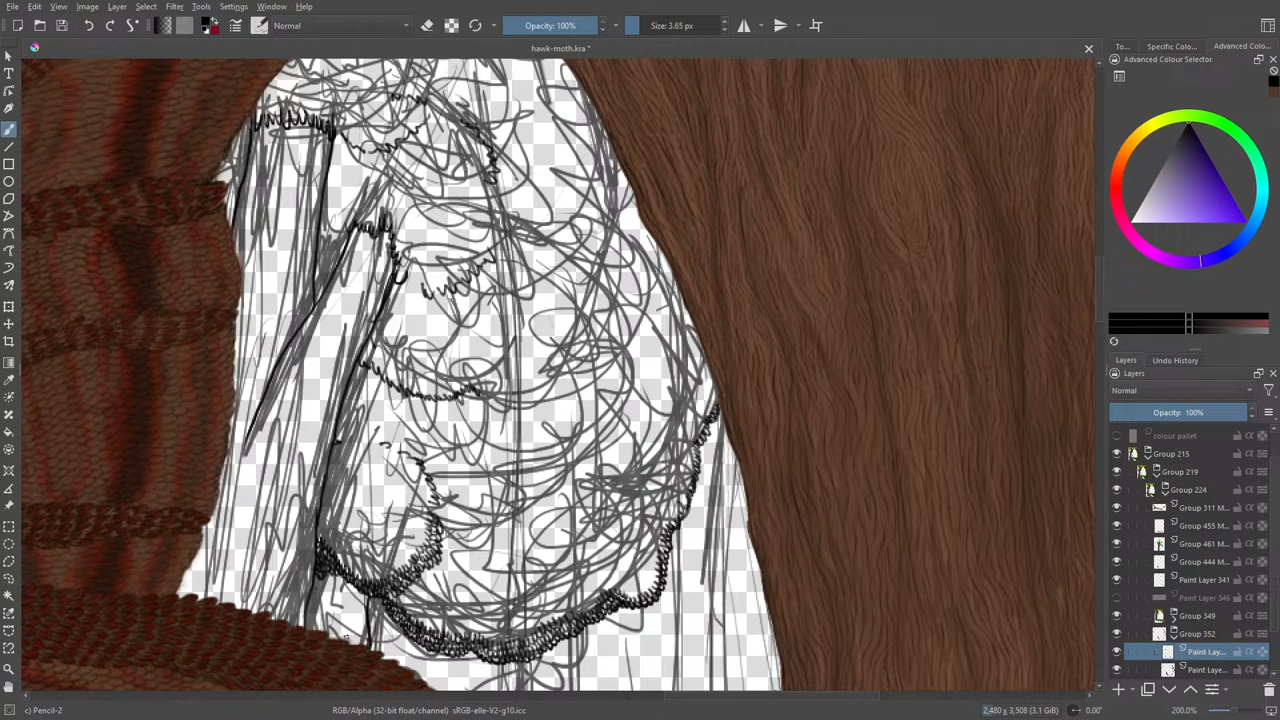 File Edit View Image Layer Select Filter Tools Settings Window Help
Normal Opacity: 100% Size: 3.65 px
hawk-moth.kra *
To... Specific Colo... Advanced Colo...
Advanced Colour Selector
Layers Undo History
Layers
Normal
Opacity: 100%
colour pallet
Group 215
Group 219
Group 224
Group 311 M...
Group 455 M...
Group 461 M...
Group 444 M...
Paint Layer 341
Paint Layer 346
Group 349
Group 352
Paint Lay...
Paint Laye...
c) Pencil-2 RGB/Alpha (32-bit float/channel) sRGB-elle-V2-g10.icc 2,480 x 3,508 (3.1 GiB) 0.00° 200.0%